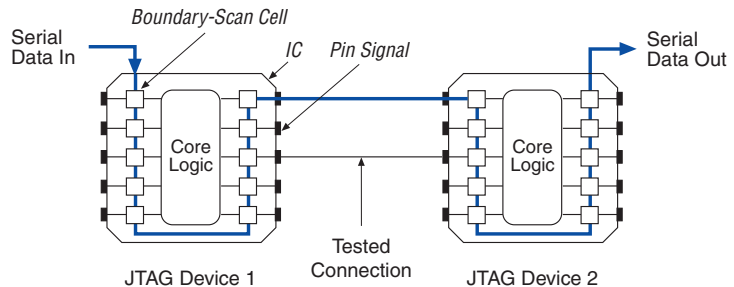 Boundary-Scan Cell
Serial
Data In
IC
Pin Signal
Serial
Data Out
Core
Logic
Core
Logic
Tested
Connection
JTAG Device 1
JTAG Device 2